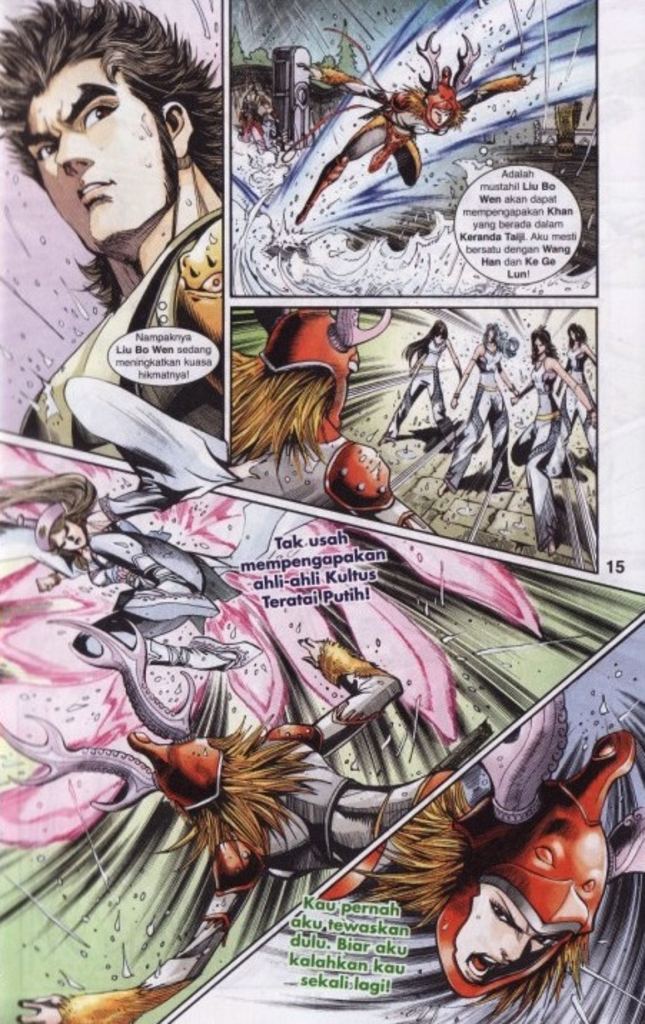 Nampaknya
Liu Bo Wen sedang
meningkatkan kuasa
hikmatnya!
Adalah
mustahil Liu Bo
Wen akan dapat
mempengapakan Khan
yang berada dalam
Keranda Taiji. Aku mesti
bersatu dengan Wang
Han dan Ke Ge
Lun!
Tak usah
mempengapakan
ahli-ahli Kultus
Teratai Putih!
Kau pernah
aku tewaskan
dulu. Biar aku
kalahkan kau
sekali lagi!
15